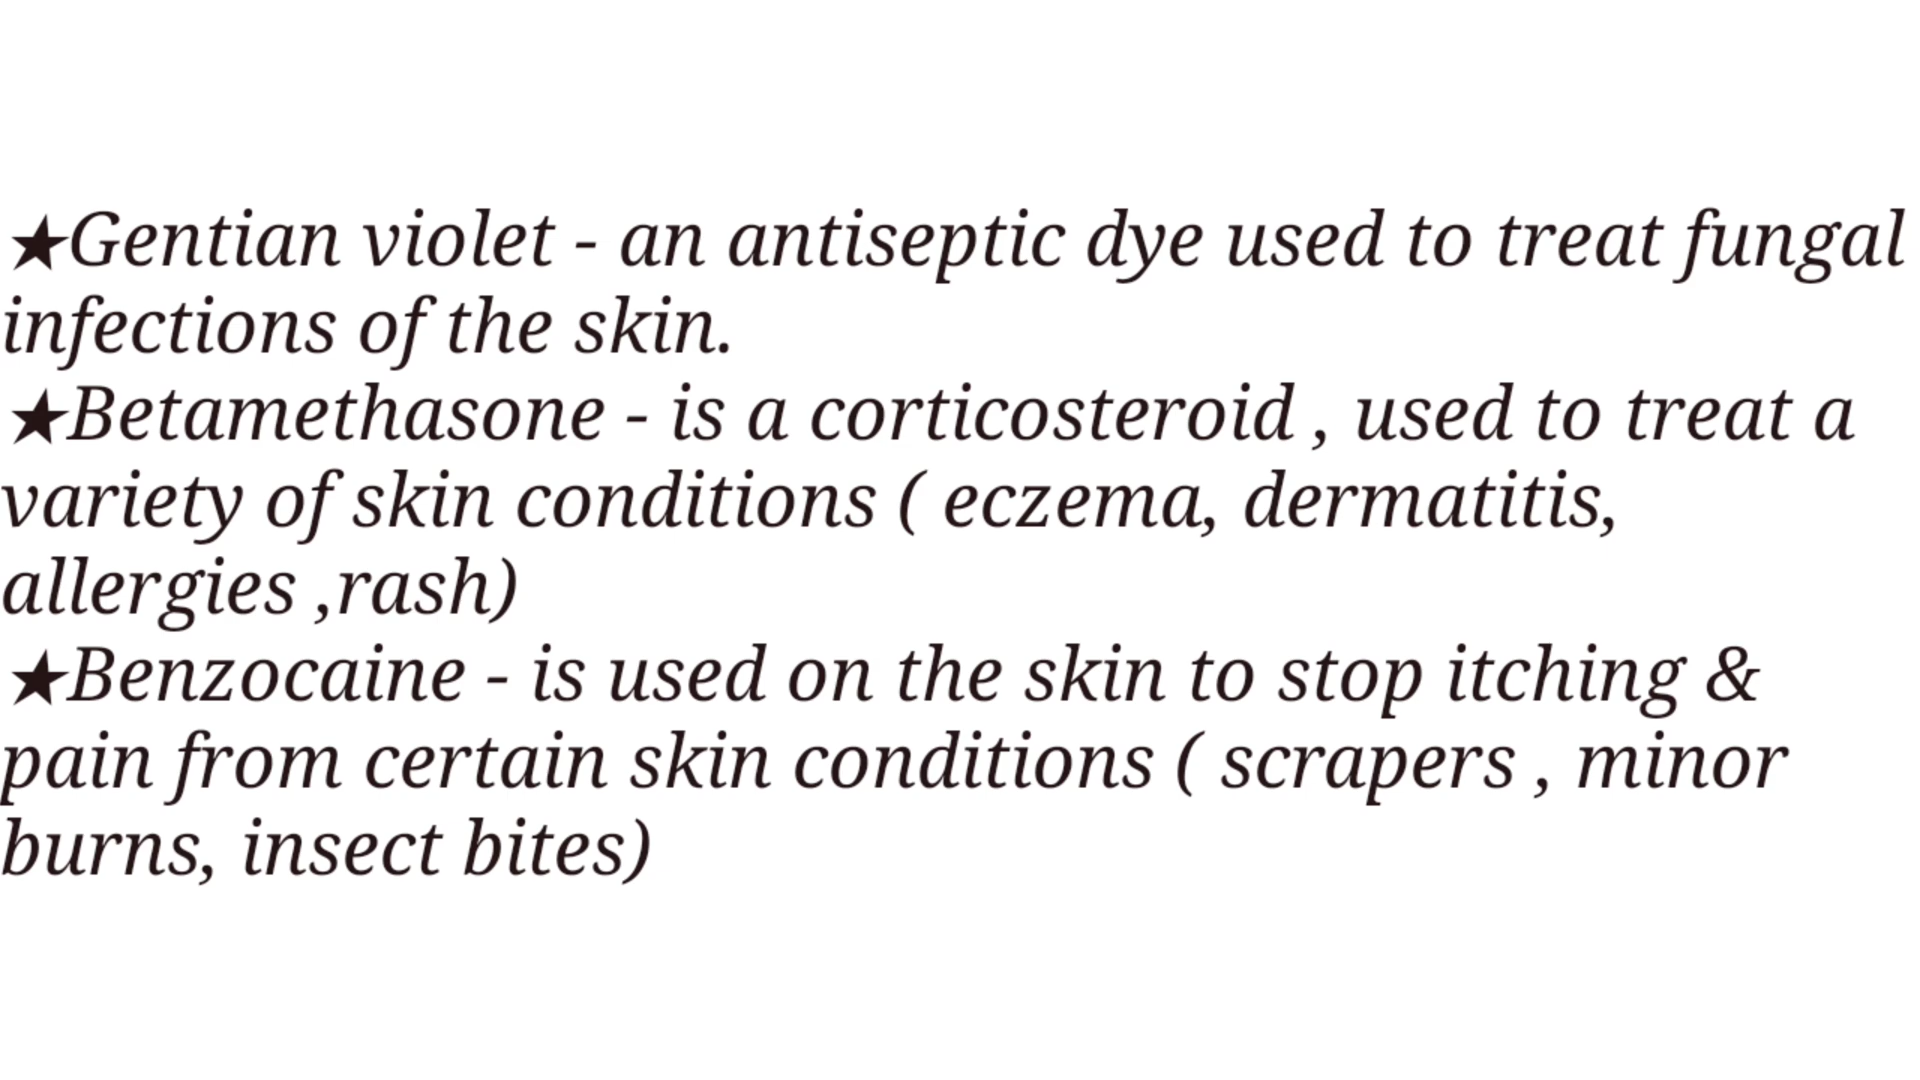 ★Gentian violet - an antiseptic dye used to treat fungal
infections of the skin.
★Betamethasone - is a corticosteroid , used to treat a
variety of skin conditions ( eczema, dermatitis,
allergies ,rash)
★Benzocaine - is used on the skin to stop itching &
pain from certain skin conditions ( scrapers , minor
burns, insect bites)